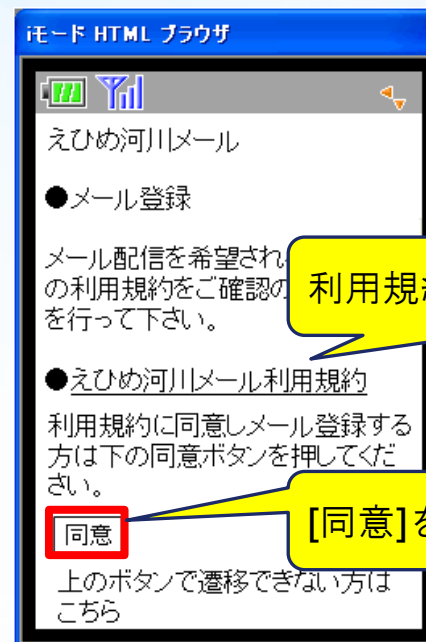 iモード HTML ブラウザ
えひめ河川メール
●メール登録
メール配信を希望され
の利用規約をご確認の
を行って下さい。
利用規
●えひめ河川メール利用規約
利用規約に同意しメール登録する
方は下の同意ボタンを押してくだ
さい。
同意
[同意]を
上のボタンで遷移できない方は
こちら